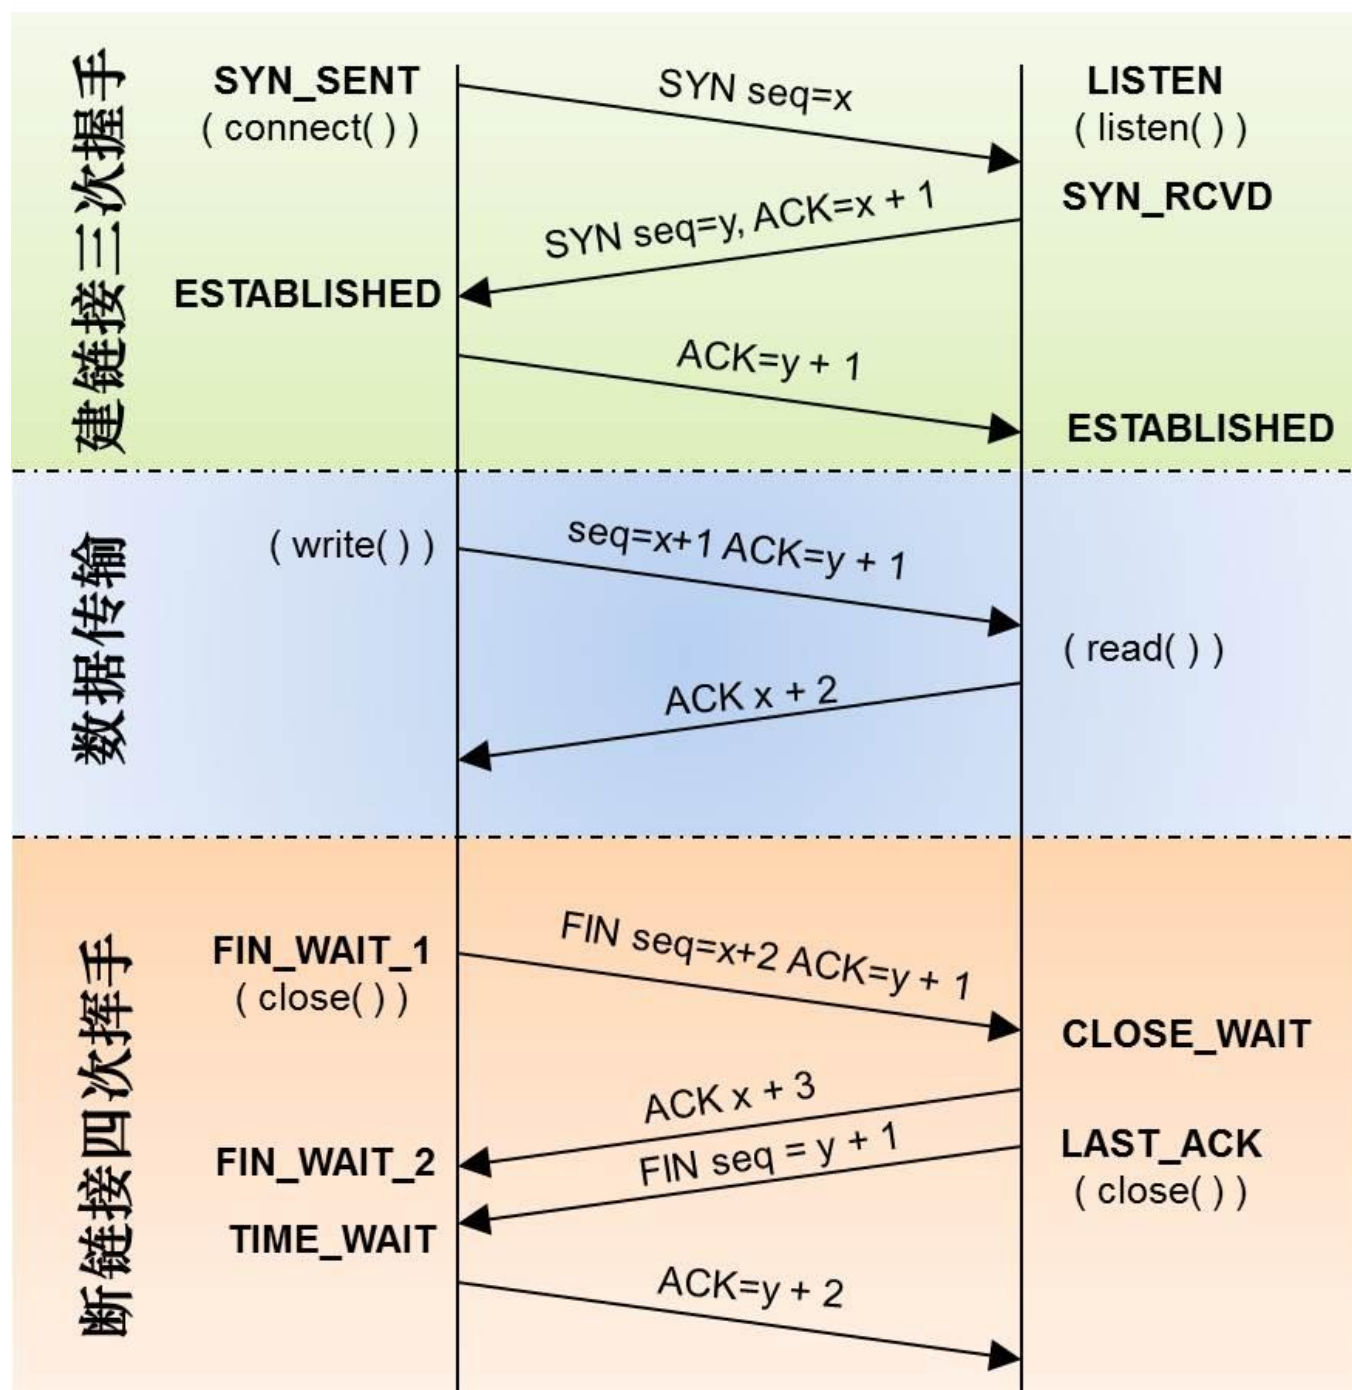 建链接三次握手
SYN_SENT
( connect( ) )
SYN seq=x
LISTEN
( listen( ) )
SYN_RCVD
SYN seq=y, ACK=x + 1
ESTABLISHED
ACK=y + 1
ESTABLISHED
数据传输
( write( ) )
seq=x+1 ACK=y + 1
( read( ) )
ACK x + 2
断链接四次挥手
FIN_WAIT_1
( close( ) )
FIN seq=x+2 ACK=y + 1
CLOSE_WAIT
ACK x + 3
FIN_WAIT_2
FIN seq = y + 1
LAST_ACK
( close( ) )
TIME_WAIT
ACK=y + 2